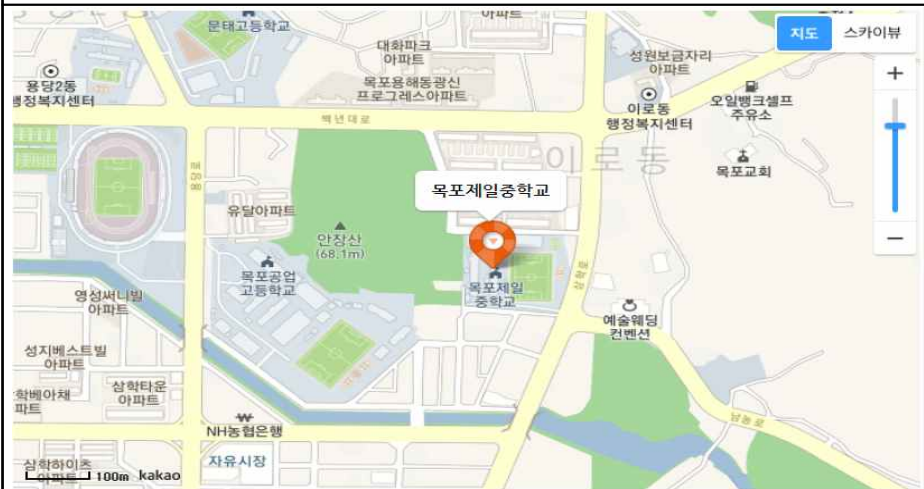 문태고등학교
아파트
지도
스카이뷰
대화파크
아파트
성원보금자리
아파트
용당2동
행정복지센터
목포용해동광신
프로그레스아파트
이로동
행정복지센터
오일뱅크셀프
주유소
백년대로
이로동
목포교회
용당로
목포제일중학교
유달아파트
안장산
(68.1m)
목포공업
고등학교
목포제일
중학교
삼학로
영성써니빌
아파트
예술웨딩
컨벤션
성지베스트빌
아파트
학베아채
파트
삼학타운
아파트
NH농협은행
남농로
삼학하이츠
아파트
자유시장
100m kakao